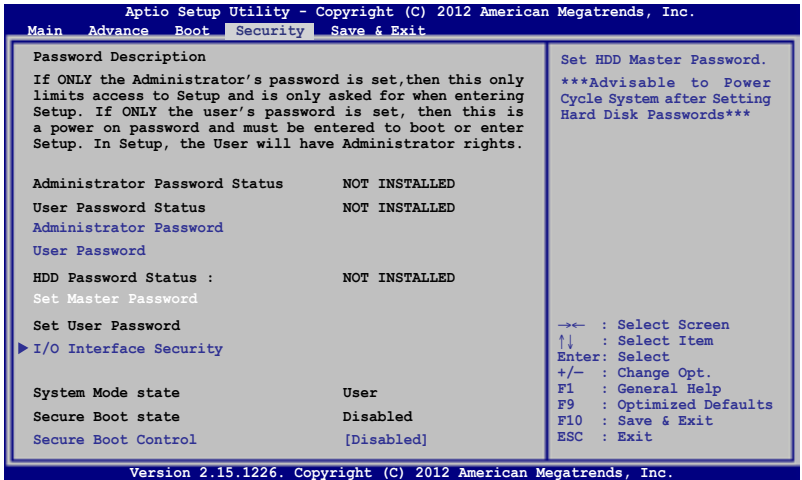 Aptio Setup Utility - Copyright (C) 2012 American Megatrends, Inc.
Main Advance Boot Security Save & Exit
Password Description
If ONLY the Administrator's password is set,then this only
limits access to Setup and is only asked for when entering
Setup. If ONLY the user's password is set, then this is
a power on password and must be entered to boot or enter
Setup. In Setup, the User will have Administrator rights.
Administrator Password Status NOT INSTALLED
User Password Status NOT INSTALLED
Administrator Password
User Password
HDD Password Status : NOT INSTALLED
Set Master Password
Set User Password
I/O Interface Security
System Mode state User
Secure Boot state Disabled
Secure Boot Control [Disabled]
Set HDD Master Password.
***Advisable to Power
Cycle System after Setting
Hard Disk Passwords***
→← : Select Screen
↑↓ : Select Item
Enter: Select
+/— : Change Opt.
F1 : General Help
F9 : Optimized Defaults
F10 : Save & Exit
ESC : Exit
Version 2.15.1226. Copyright (C) 2012 American Megatrends, Inc.